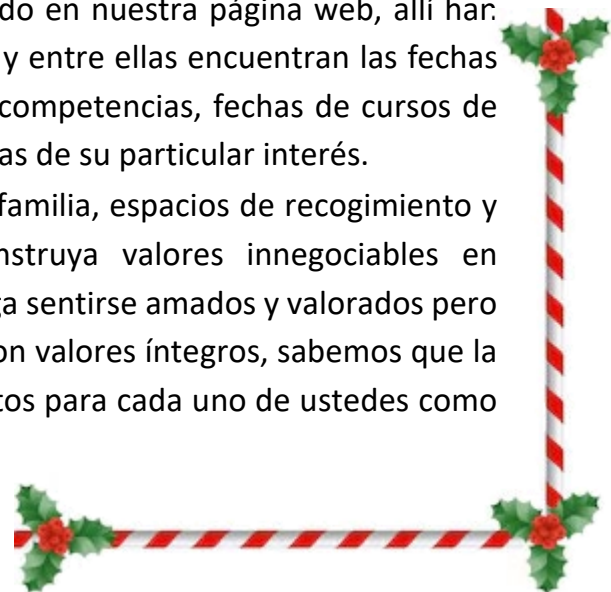 do en nuestra página web, allí har
y entre ellas encuentran las fechas
competencias, fechas de cursos de
as de su particular interés.
familia, espacios de recogimiento y
nstruya valores innegociables en
ga sentirse amados y valorados pero
on valores íntegros, sabemos que la
tos para cada uno de ustedes como